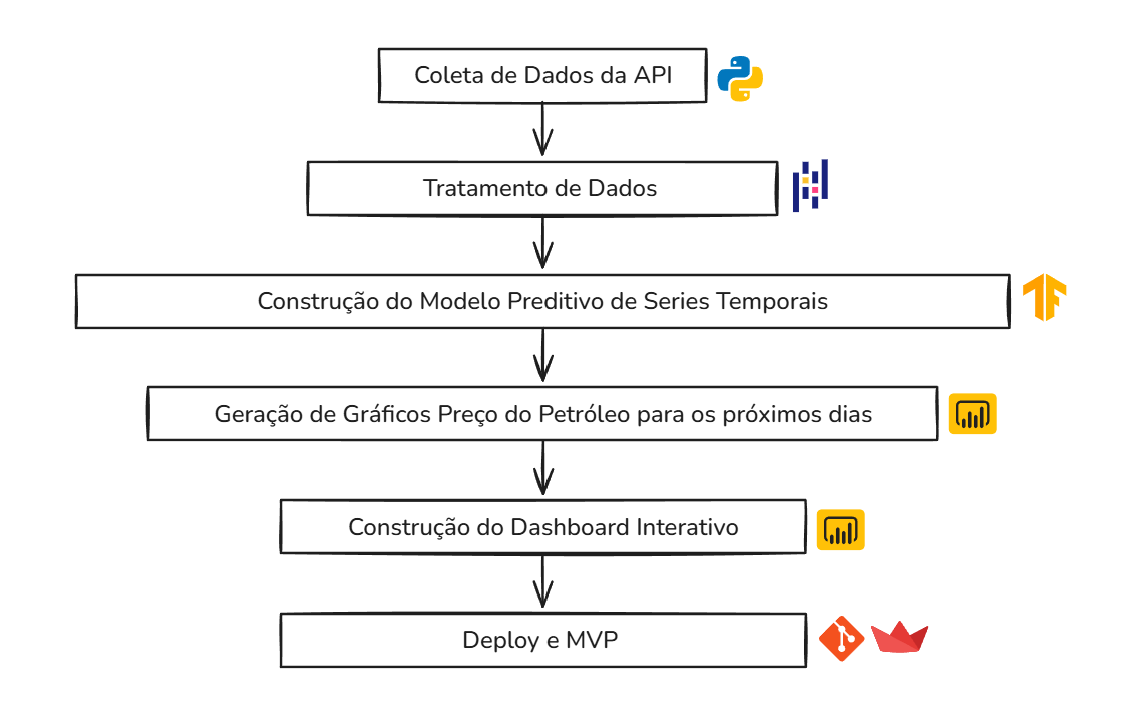 Coleta de Dados da API
Tratamento de Dados
Construção do Modelo Preditivo de Series Temporais
Geração de Gráficos Preço do Petróleo para os próximos dias
Construção do Dashboard Interativo
Deploy e MVP